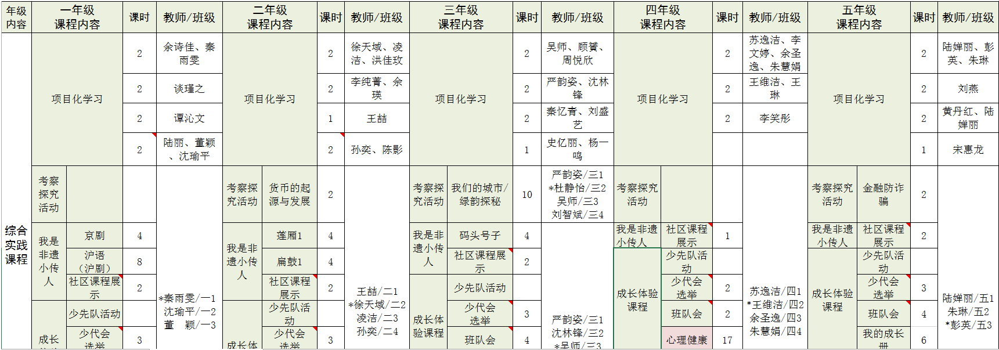 年级
内容
一年级
课程内容
课时
教师/班级
二年级
课程内容
课时
教师/班级
三年级
课程内容
课时
教师/班级
四年级
课程内容
课时
教师/班级
五年级
课程内容
课时
教师/班级
综合
实践
课程
项目化学习
2
余诗佳、秦
雨雯
项目化学习
2
徐天域、凌
洁、洪佳玫
项目化学习
2
吴师、顾赟、
周悦欣
项目化学习
2
苏逸洁、李
文婷、余圣
逸、朱慧娟
项目化学习
2
陆婵丽、彭
英、朱琳
2
谈瑾之
2
李纯菁、余
瑛
2
严韵姿、沈林
锋
2
王维洁、王
琳
2
刘燕
2
谭沁文
1
王喆
2
秦忆青、刘盛
艺
2
李笑彤
2
黄丹红、陆
婵丽
2
陆丽、董颖
、沈瑜平
2
孙奕、陈影
1
史亿丽、杨一
鸣
1
宋惠龙
考察
探究
活动
考察探
究活动
货币的起
源与发展
2
考察探
究活动
我们的城市/
绿韵探秘
10
严韵姿/三1
*杜静怡/三2
吴师/三3
刘智斌/三4
考察探究
活动
考察探究
活动
金融防诈
骗
2
我是
非遗
小传
人
京剧
4
我是非
遗小传
人
莲厢1
4
我是非
遗小传
人
码头号子
4
我是非遗
小传人
社区课程
展示
1
我是非遗
小传人
社区课程
展示
2
沪语
（沪剧）
8
扁鼓1
4
社区课程展
示
2
成长体验
课程
少先队活
动
成长体验
课程
少先队活
动
社区课程展
示
2
社区课程
展示
2
成长体
验课程
少先队活动
少代会
选举
2
少代会
选举
3
*秦雨雯/一1
沈瑜平/一2
董　颖/一3
王喆/二1
*徐天域/二2
凌洁/二3
孙奕/二4
苏逸洁/四1
*王维洁/四2
余圣逸/四3
朱慧娟/四4
陆婵丽/五1
朱琳/五2
*彭英/五3
成长
少先队活动
成长体
少先队活
动
少代会
选举
3
严韵姿/三1
沈林锋/三2
*吴师/三3
班队会
2
班队会
4
少代会
选举
3
少代会
选举
3
班队会
4
心理健康
17
我的成长
册
6